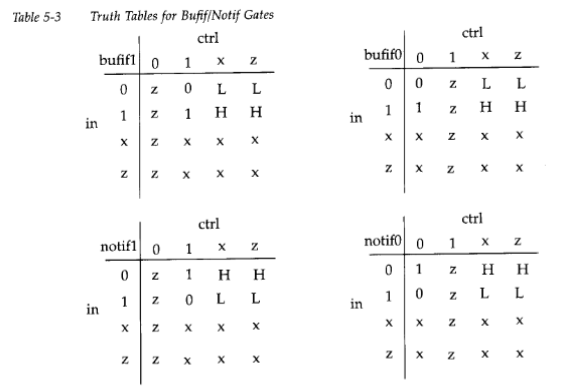 Table 5-3 Truth Tables for Bufif/Notif Gates
ctrl
bufif1 0 1 x z
0 z 0 L L
1 z 1 H H
in
x z x x x
z z x x x
ctrl
bufif0 0 1 x z
0 0 z L L
1 1 z H H
in
x x z x x
z x z x x
ctrl
notif1 0 1 x z
0 z 1 H H
1 z 0 L L
in
x z x x x
z z x x x
ctrl
notif0 0 1 x z
0 1 z H H
1 0 z L L
in
x x z x x
z x z x x